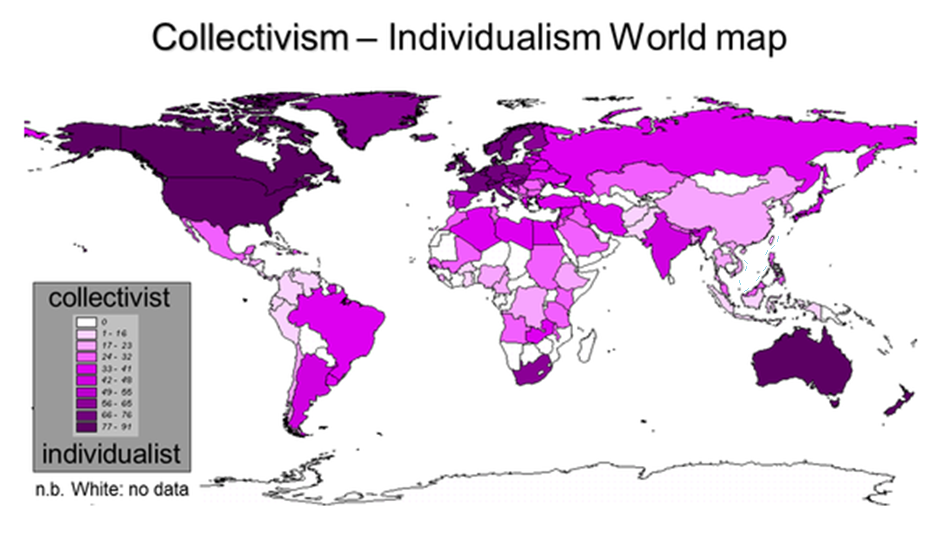 Collectivism – Individualism World map
collectivist
0
1 - 16
17 - 23
24 - 32
33 - 41
42 - 48
49 - 55
56 - 65
66 - 76
77 - 91
individualist
n.b. White: no data